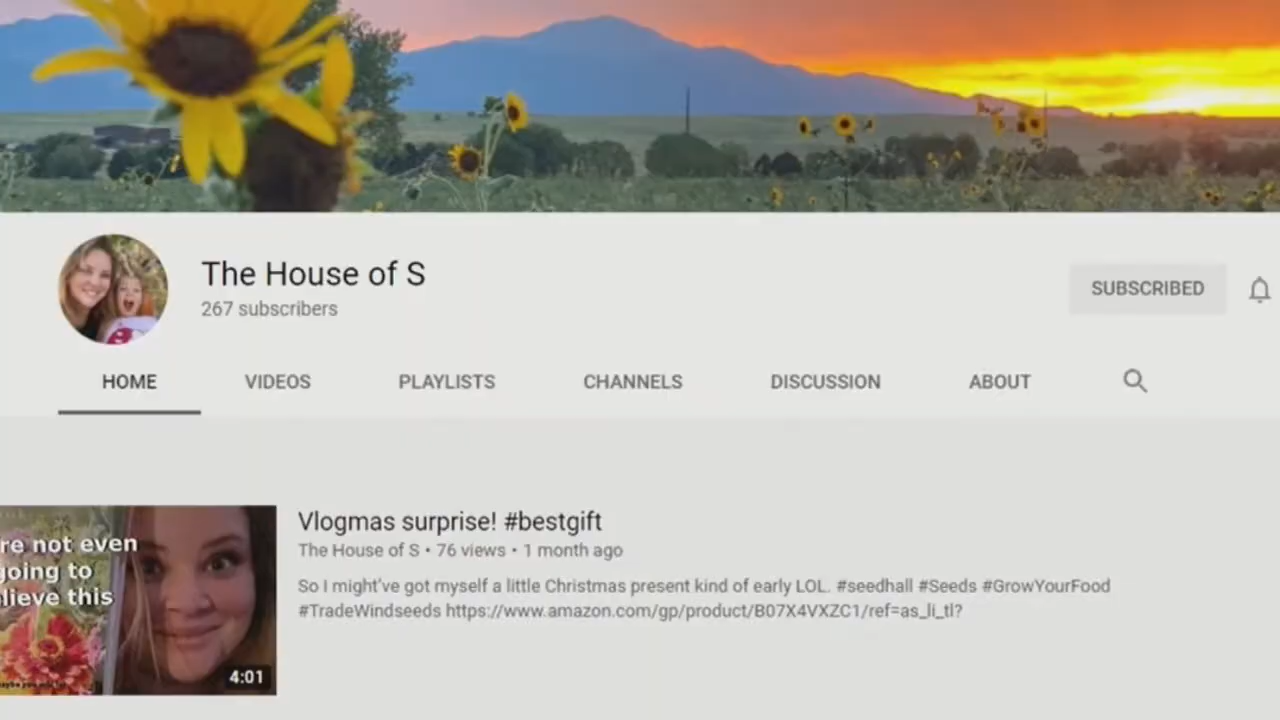 The House of S
267 subscribers
SUBSCRIBED
HOME VIDEOS PLAYLISTS CHANNELS DISCUSSION ABOUT
re not even
going to
lieve this
4:01
Vlogmas surprise! #bestgift
The House of S • 76 views • 1 month ago
So I might've got myself a little Christmas present kind of early LOL. #seedhall #Seeds #GrowYourFood
#TradeWindseeds https://www.amazon.com/gp/product/B07X4VXZC1/ref=as_li_tl?